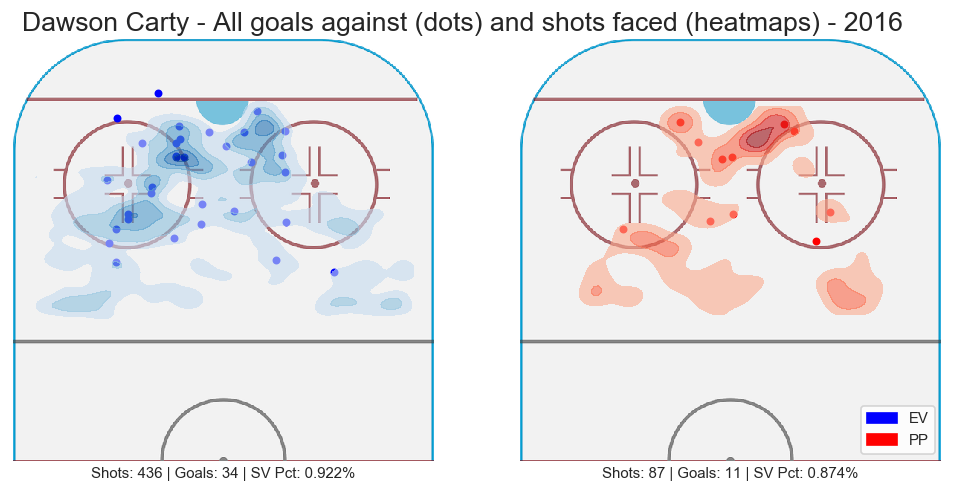 Dawson Carty - All goals against (dots) and shots faced (heatmaps) - 2016
EV
PP
Shots: 436 | Goals: 34 | SV Pct: 0.922%
Shots: 87 | Goals: 11 | SV Pct: 0.874%